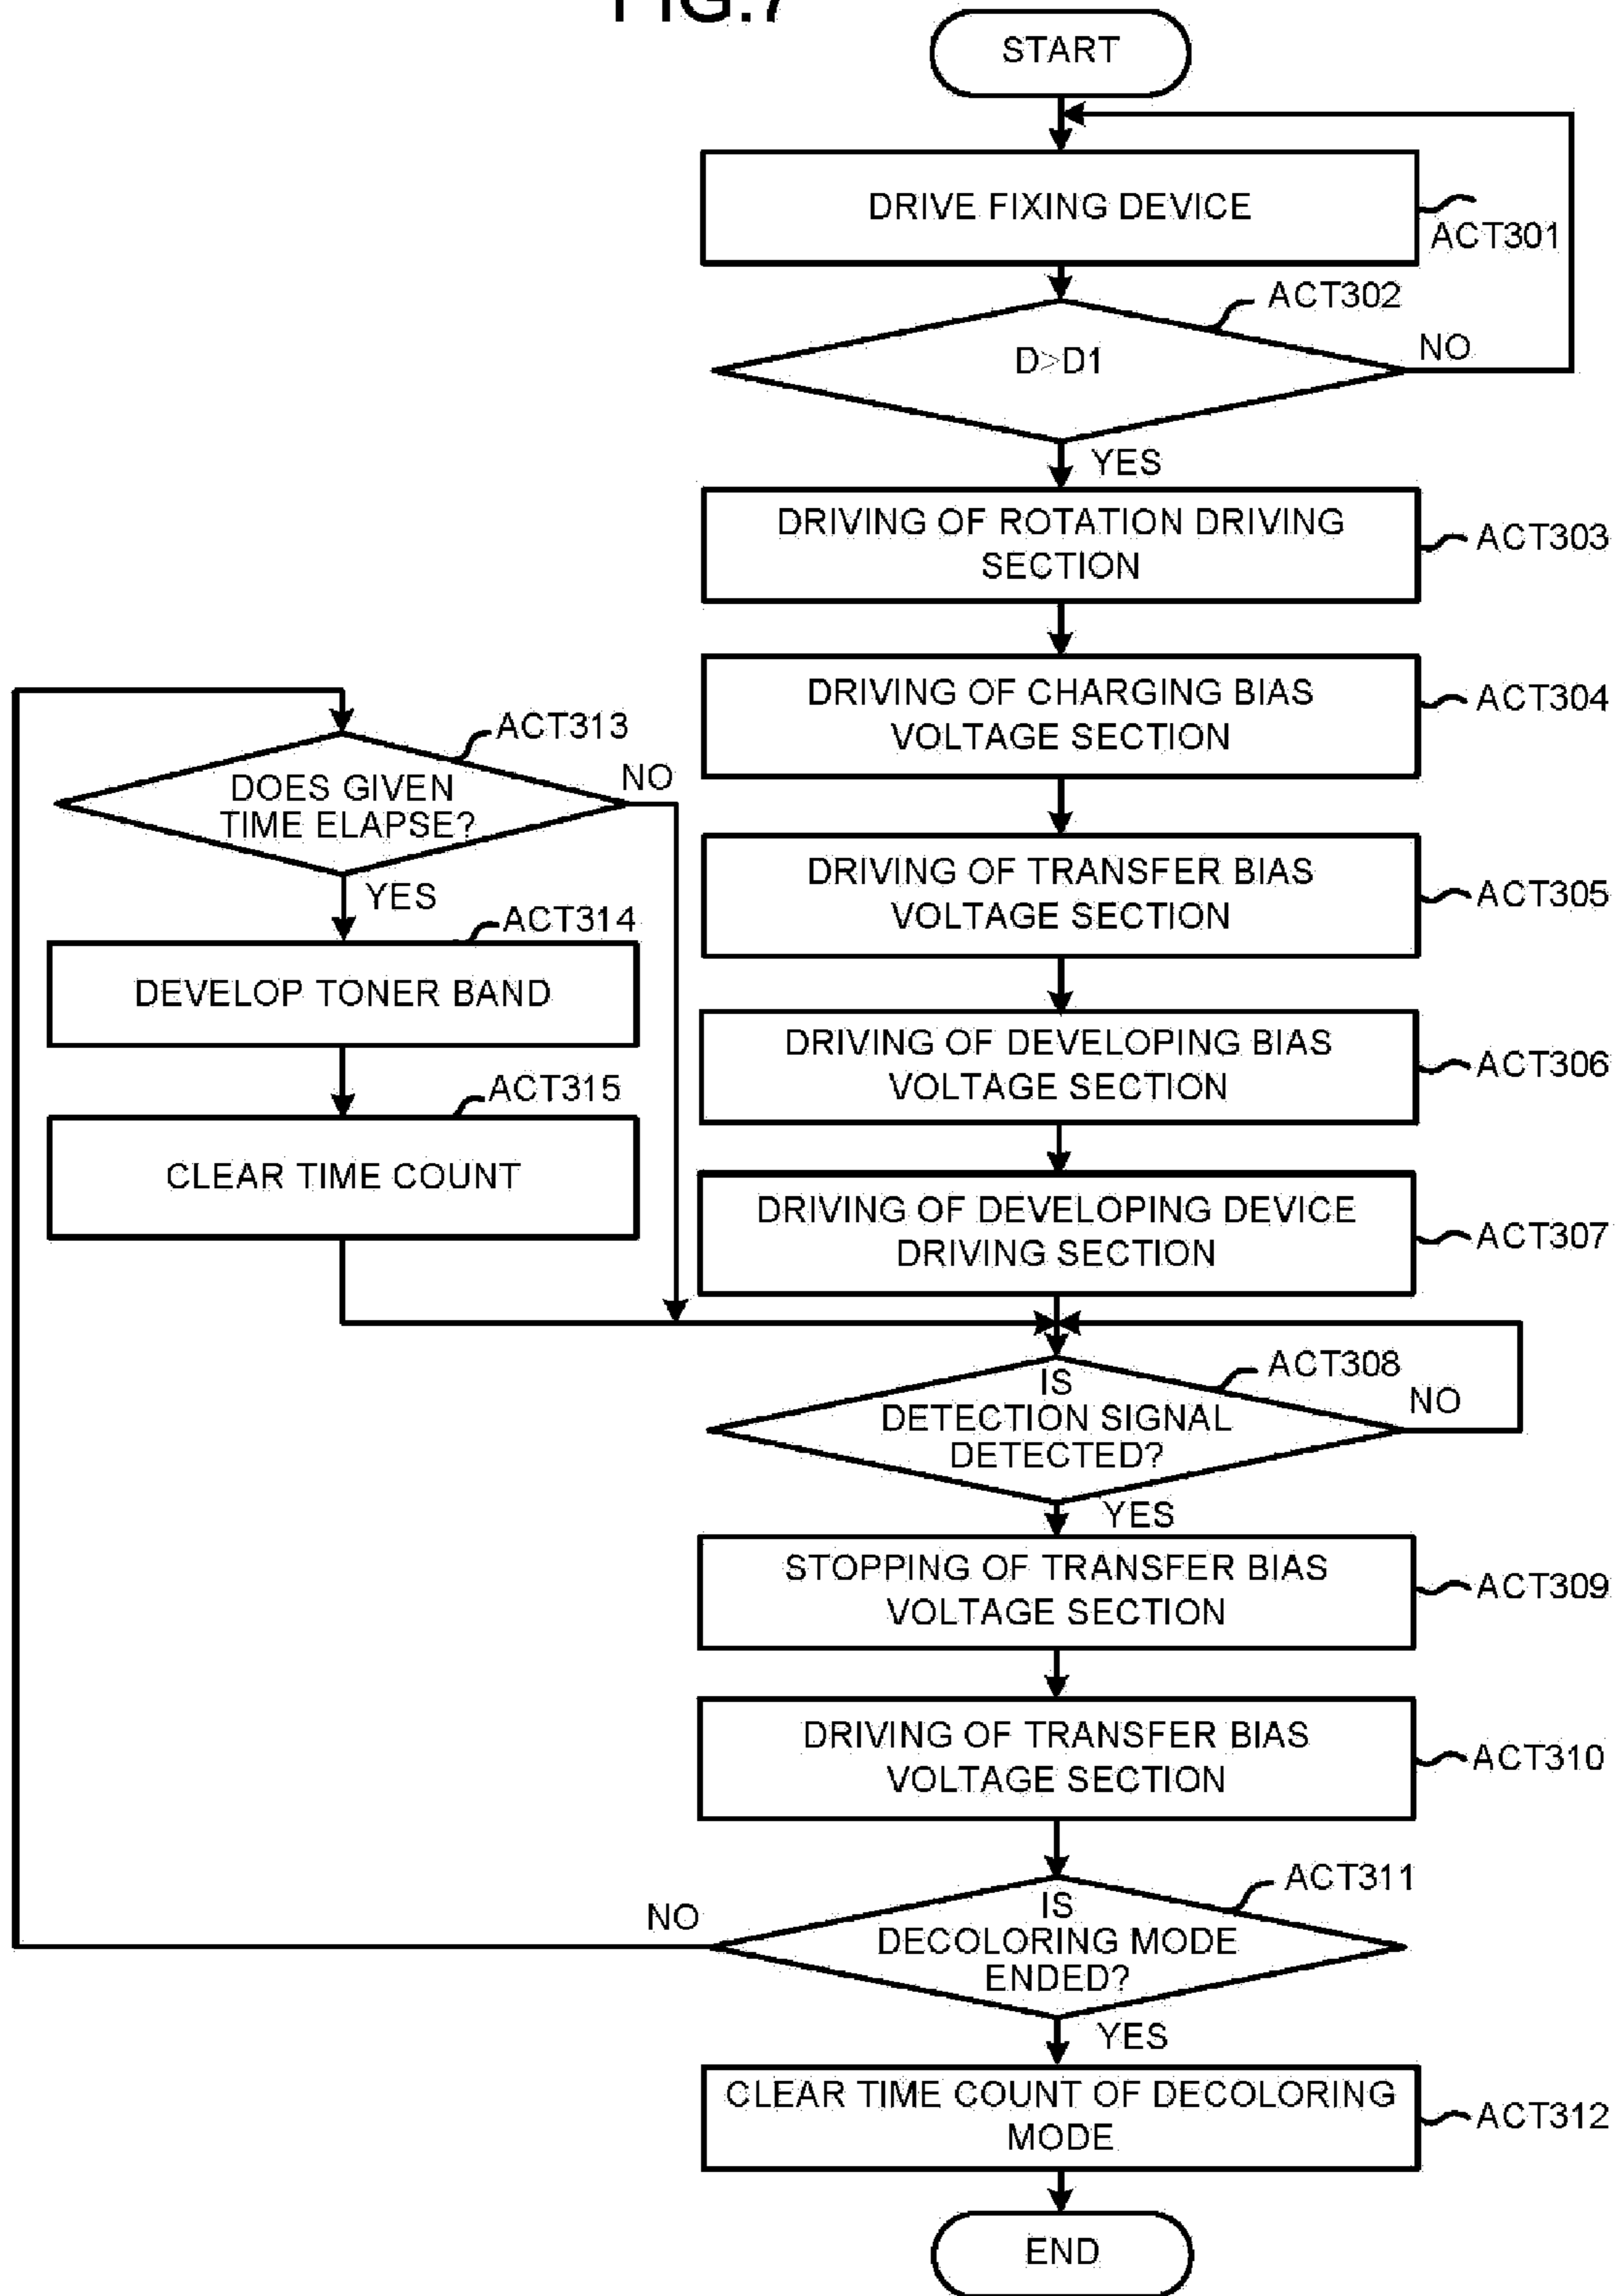 FIG.7
START
DRIVE FIXING DEVICE
ACT301
ACT302
D>D1
NO
YES
DRIVING OF ROTATION DRIVING
SECTION
ACT303
DRIVING OF CHARGING BIAS
VOLTAGE SECTION
ACT304
DRIVING OF TRANSFER BIAS
VOLTAGE SECTION
ACT305
DRIVING OF DEVELOPING BIAS
VOLTAGE SECTION
ACT306
DRIVING OF DEVELOPING DEVICE
DRIVING SECTION
ACT307
ACT308
IS
DETECTION SIGNAL
DETECTED?
NO
YES
STOPPING OF TRANSFER BIAS
VOLTAGE SECTION
ACT309
DRIVING OF TRANSFER BIAS
VOLTAGE SECTION
ACT310
ACT311
IS
DECOLORING MODE
ENDED?
NO
YES
CLEAR TIME COUNT OF DECOLORING
MODE
ACT312
END
ACT313
DOES GIVEN
TIME ELAPSE?
NO
YES
ACT314
DEVELOP TONER BAND
ACT315
CLEAR TIME COUNT